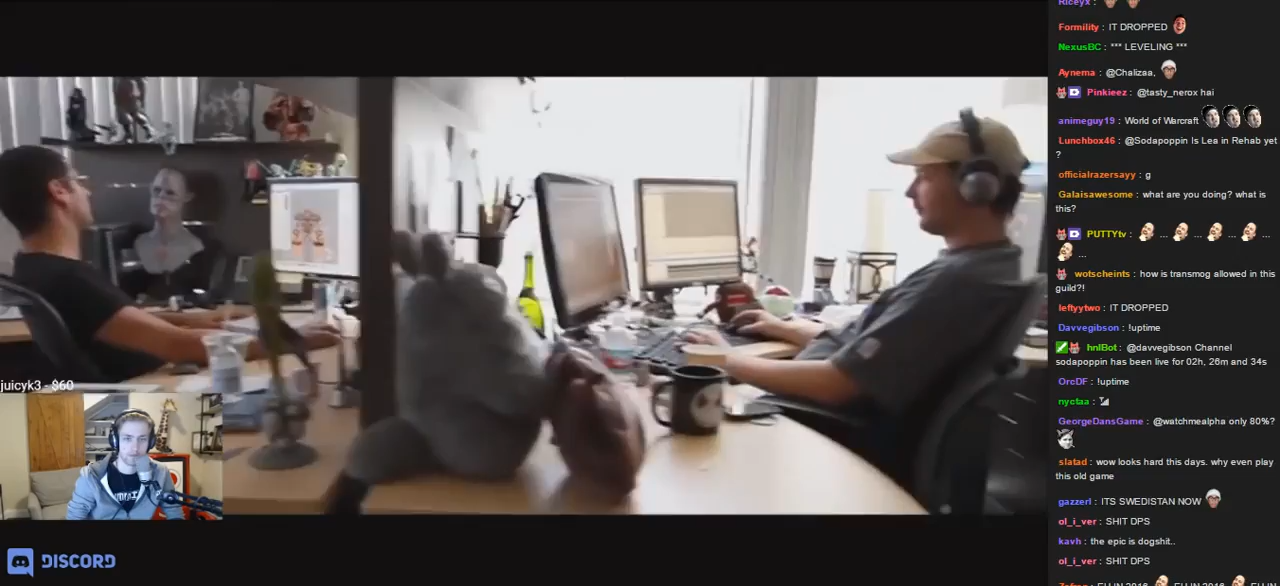 Riceyx :
Formility : IT DROPPED
NexusBC : *** LEVELING ***
Aynema : @Chalizaa,
Pinkieez : @tasty_nerox hai
animeguy19 : World of Warcraft
Lunchbox46 : @Sodapoppin Is Lea in Rehab yet
?
officialrazersayy : g
Galaisawesome : what are you doing? what is
this?
PUTTYtv : ... ... ... ...
...
wotscheints : how is transmog allowed in this
guild?!
leftyytwo : IT DROPPED
Davvegibson : !uptime
hnlBot : @davvegibson Channel
sodapoppin has been live for 02h, 26m and 34s
OrcDF : !uptime
nyctaa :
GeorgeDansGame : @watchmealpha only 80%?
slatad : wow looks hard this days. why even play
this old game
gazzerl : ITS SWEDISTAN NOW
ol_i_ver : SHIT DPS
kavh : the epic is dogshit..
ol_i_ver : SHIT DPS
juicyk3 - $60
DISCORD